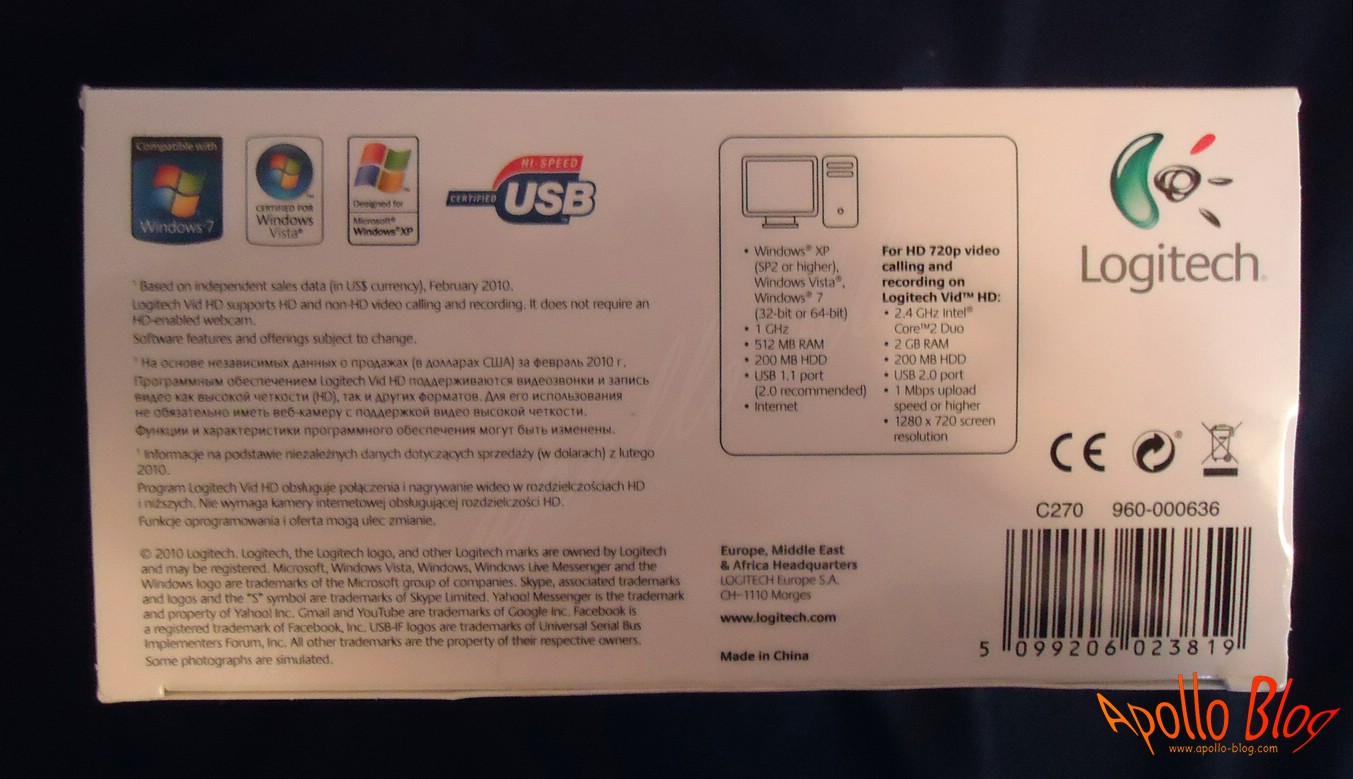 Compatible with
Windows 7
CERTIFIED FOR
Windows
Vista®
Designed for
Microsoft®
Windows®XP
HI-SPEED
CERTIFIED
USB
¹ Based on independent sales data (in US$ currency), February 2010.
Logitech Vid HD supports HD and non-HD video calling and recording. It does not require an
HD-enabled webcam.
Software features and offerings subject to change.
¹ На основе независимых данных о продажах (в долларах США) за февраль 2010 г.
Программным обеспечением Logitech Vid HD поддерживаются видеозвонки и запись
видео как высокой четкости (HD), так и других форматов. Для его использования
не обязательно иметь веб-камеру с поддержкой видео высокой четкости.
Функции и характеристики программного обеспечения могут быть изменены.
¹ Informacje na podstawie niezależnych danych dotyczących sprzedaży (w dolarach) z lutego
2010.
Program Logitech Vid HD obsługuje połączenia i nagrywanie wideo w rozdzielczościach HD
i niższych. Nie wymaga kamery internetowej obsługującej rozdzielczości HD.
Funkcje oprogramowania i oferta mogą ulec zmianie.
© 2010 Logitech. Logitech, the Logitech logo, and other Logitech marks are owned by Logitech
and may be registered. Microsoft, Windows Vista, Windows, Windows Live Messenger and the
Windows logo are trademarks of the Microsoft group of companies. Skype, associated trademarks
and logos and the "S" symbol are trademarks of Skype Limited. Yahoo! Messenger is the trademark
and property of Yahoo! Inc. Gmail and YouTube are trademarks of Google Inc. Facebook is
a registered trademark of Facebook, Inc. USB-IF logos are trademarks of Universal Serial Bus
Implementers Forum, Inc. All other trademarks are the property of their respective owners.
Some photographs are simulated.
• Windows® XP
(SP2 or higher),
Windows Vista®,
Windows® 7
(32-bit or 64-bit)
• 1 GHz
• 512 MB RAM
• 200 MB HDD
• USB 1.1 port
(2.0 recommended)
• Internet
For HD 720p video
calling and
recording on
Logitech Vid™ HD:
• 2.4 GHz Intel®
Core™2 Duo
• 2 GB RAM
• 200 MB HDD
• USB 2.0 port
• 1 Mbps upload
speed or higher
• 1280 x 720 screen
resolution
Europe, Middle East
& Africa Headquarters
LOGITECH Europe S.A.
CH-1110 Morges
www.logitech.com
Made in China
Logitech®
CE
C270 960-000636
5 099206 023819
Apollo Blog
www.apollo-blog.com